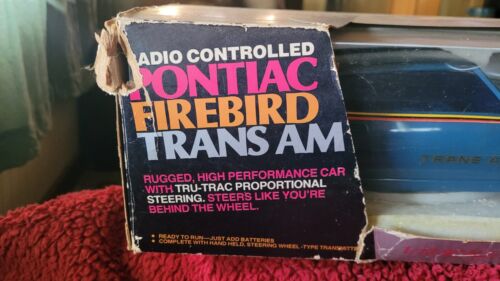 ADIO CONTROLLED
PONTIAC
FIREBIRD
TRANS AM
RUGGED, HIGH PERFORMANCE CAR
WITH TRU-TRAC PROPORTIONAL
STEERING. STEERS LIKE YOU'RE
BEHIND THE WHEEL.
• READY TO RUN—JUST ADD BATTERIES
• COMPLETE WITH HAND HELD, STEERING WHEEL-TYPE TRANSMITTE
TRANS A